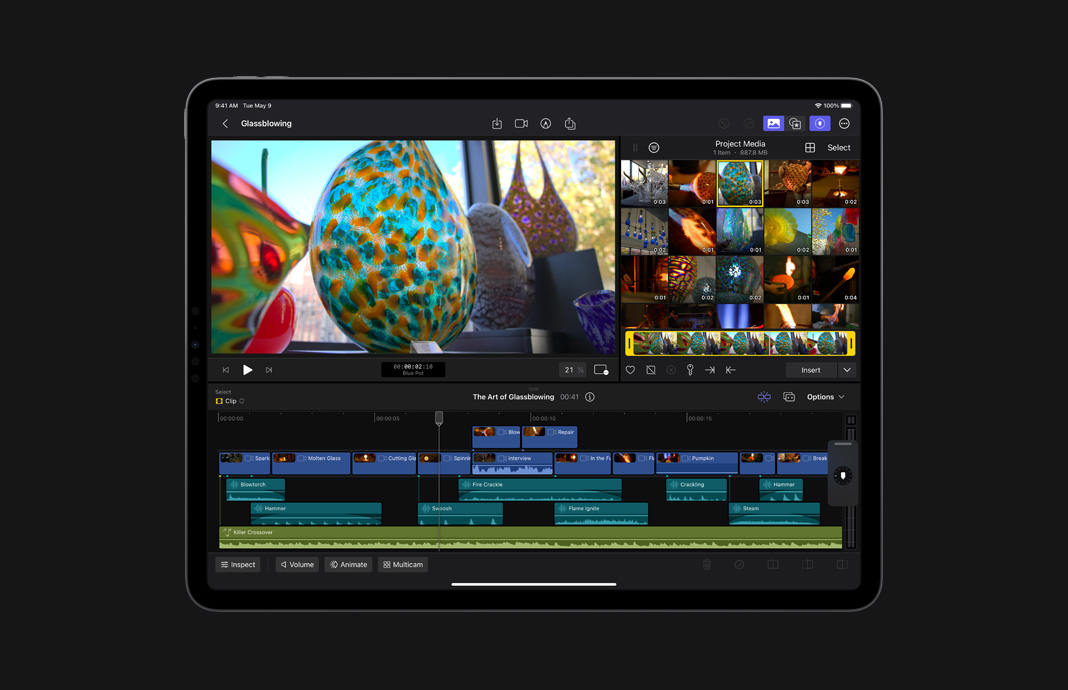 9:41 AM Tue May 9
100%
Glassblowing
Project Media
1 Item · 887.8 MB
Select
0:03
0:01
0:03
0:03
0:02
0:02
0:01
0:01
0:02
0:01
0:01
0:02
0:02
0:01
0:04
00:00:02:10
Blue Pot
21 %
Insert
Select
Clip
The Art of Glassblowing 00:41
Options
00:00:00
00:00:05
00:00:10
00:00:15
Blow
Repair
Spark
Molten Glass
Cutting Gla
Spinni
Interview
In the Fu
Fl
Pumpkin
Break
Blowtorch
Fire Crackle
Crackling
Hammer
Hammer
Swoosh
Flame Ignite
Steam
Killer Crossover
Inspect
Volume
Animate
Multicam